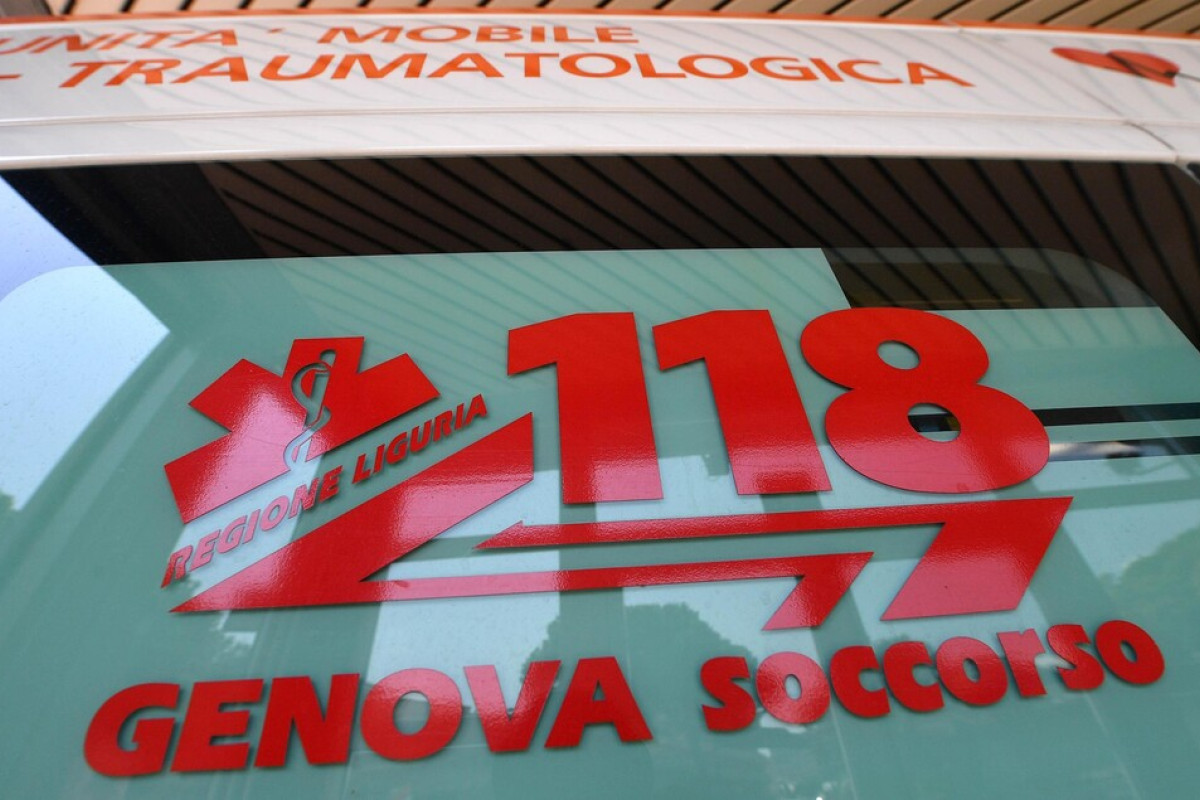 UNITA' MOBILE
- TRAUMATOLOGICA
118
REGIONE LIGURIA
GENOVA soccorso